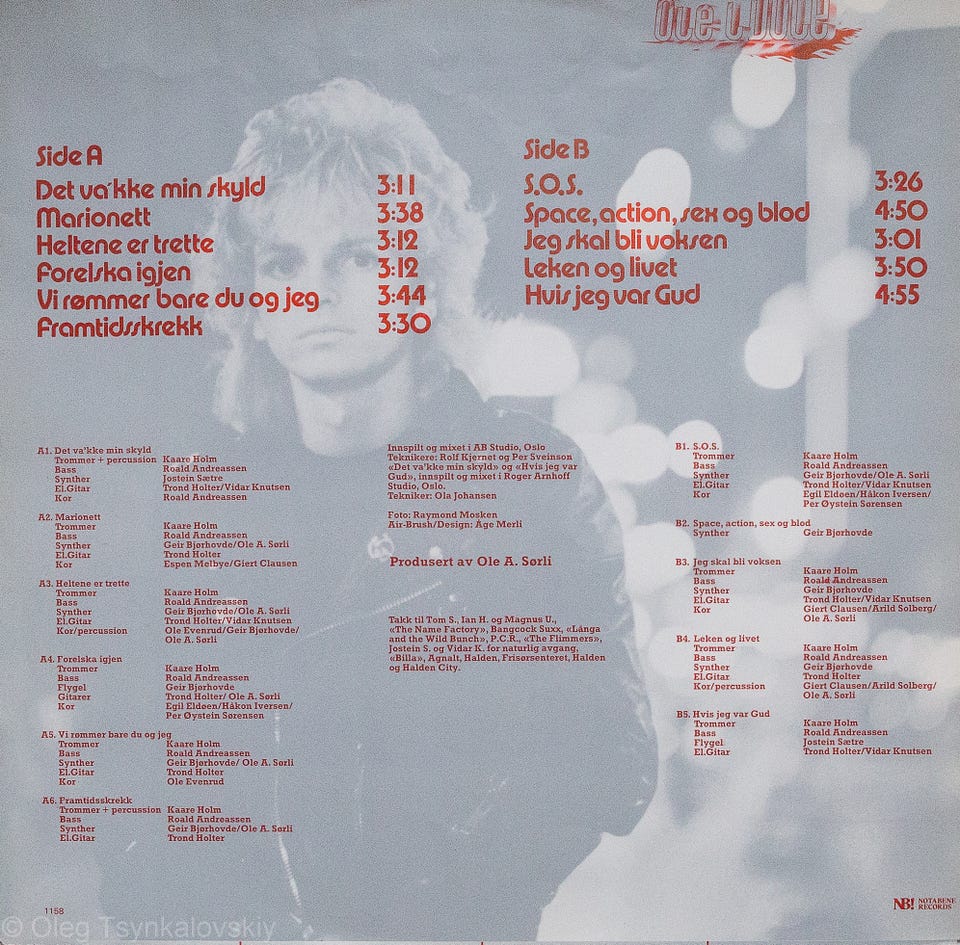 Ole i'Dole
Side A
Det va'kke min skyld 3:11
Marionett 3:38
Heltene er trette 3:12
Forelska igjen 3:12
Vi rømmer bare du og jeg 3:44
Framtidsskrekk 3:30
Side B
S.O.S. 3:26
Space, action, sex og blod 4:50
Jeg skal bli voksen 3:01
Leken og livet 3:50
Hvis jeg var Gud 4:55
A1. Det va'kke min skyld
Trommer + percussion Kaare Holm
Bass Roald Andreassen
Synther Jostein Sætre
El.Gitar Trond Holter/Vidar Knutsen
Kor Roald Andreassen
A2. Marionett
Trommer Kaare Holm
Bass Roald Andreassen
Synther Geir Bjørhovde/Ole A. Sørli
El.Gitar Trond Holter
Kor Espen Melbye/Giert Clausen
A3. Heltene er trette
Trommer Kaare Holm
Bass Roald Andreassen
Synther Geir Bjørhovde/Ole A. Sørli
El.Gitar Trond Holter/Vidar Knutsen
Kor/percussion Ole Evenrud/Geir Bjørhovde/
Ole A. Sørli
A4. Forelska igjen
Trommer Kaare Holm
Bass Roald Andreassen
Flygel Geir Bjørhovde
Gitarer Trond Holter/ Ole A. Sørli
Kor Egil Eldøen/Håkon Iversen/
Per Øystein Sørensen
A5. Vi rømmer bare du og jeg
Trommer Kaare Holm
Bass Roald Andreassen
Synther Geir Bjørhovde/ Ole A. Sørli
El.Gitar Trond Holter
Kor Ole Evenrud
A6. Framtidsskrekk
Trommer + percussion Kaare Holm
Bass Roald Andreassen
Synther Geir Bjørhovde/Ole A. Sørli
El.Gitar Trond Holter
Innspilt og mixet i AB Studio, Oslo
Teknikere: Rolf Kjernet og Per Sveinson
«Det va'kke min skyld» og «Hvis jeg var
Gud», innspilt og mixet i Roger Arnhoff
Studio, Oslo.
Tekniker: Ola Johansen
Foto: Raymond Mosken
Air-Brush/Design: Åge Merli
Produsert av Ole A. Sørli
Takk til Tom S., Ian H. og Magnus U.,
«The Name Factory», Bangcock Suxx, «Långa
and the Wild Bunch», P.C.R., «The Flimmers»,
Jostein S. og Vidar K. for naturlig avgang,
«Billa», Agnalt, Halden, Frisørsenteret, Halden
og Halden City.
B1. S.O.S.
Trommer Kaare Holm
Bass Roald Andreassen
Synther Geir Bjørhovde/Ole A. Sørli
El.Gitar Trond Holter/Vidar Knutsen
Kor Egil Eldøen/Håkon Iversen/
Per Øystein Sørensen
B2. Space, action, sex og blod
Synther Geir Bjørhovde
B3. Jeg skal bli voksen
Trommer Kaare Holm
Bass Roald Andreassen
Synther Geir Bjørhovde
El.Gitar Trond Holter/Vidar Knutsen
Kor Giert Clausen/Arild Solberg/
Ole A. Sørli
B4. Leken og livet
Trommer Kaare Holm
Bass Roald Andreassen
Synther Geir Bjørhovde
El.Gitar Trond Holter
Kor/percussion Giert Clausen/Arild Solberg/
Ole A. Sørli
B5. Hvis jeg var Gud
Trommer Kaare Holm
Bass Roald Andreassen
Flygel Jostein Sætre
El.Gitar Trond Holter/Vidar Knutsen
1158
NB! NOTABENE
RECORDS
© Oleg Tsynkalovskiy